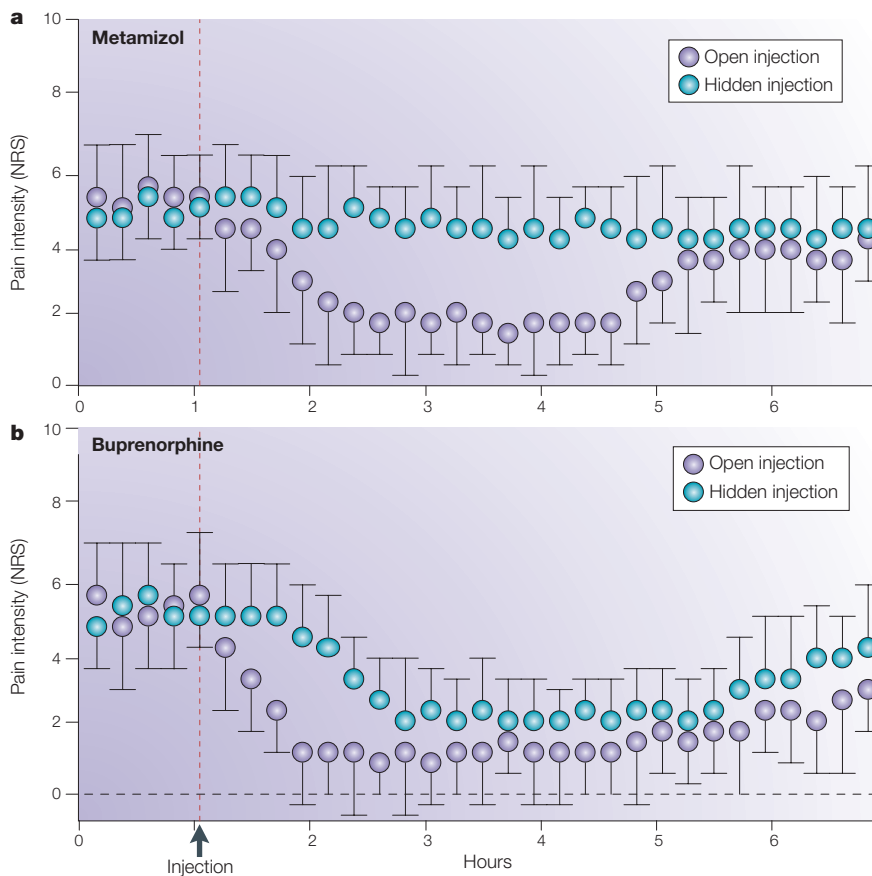 a
Metamizol
Open injection
Hidden injection
Pain intensity (NRS)
10
8
6
4
2
0
0 1 2 3 4 5 6
b
Buprenorphine
Open injection
Hidden injection
Pain intensity (NRS)
10
8
6
4
2
0
0 2 3 4 5 6
Injection
Hours